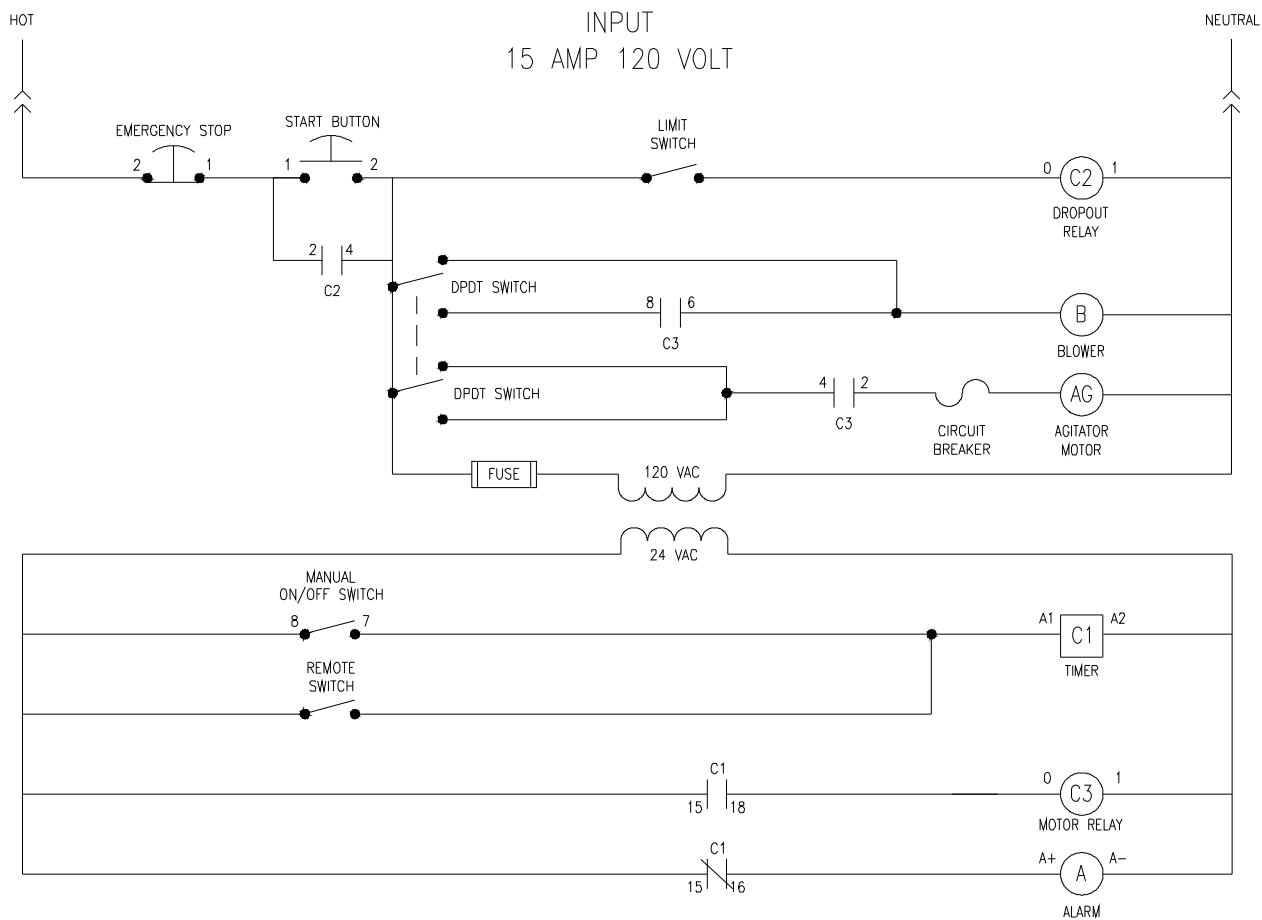 HOT
INPUT
NEUTRAL
15 AMP 120 VOLT
EMERGENCY STOP
START BUTTON
LIMIT
SWITCH
2 1
1 2
0 C2 1
DROPOUT
RELAY
2 4
C2
DPDT SWITCH
8 6
C3
B
BLOWER
DPDT SWITCH
4 2
C3
CIRCUIT
BREAKER
AG
AGITATOR
MOTOR
FUSE
120 VAC
24 VAC
MANUAL
ON/OFF SWITCH
8 7
A1 C1 A2
TIMER
REMOTE
SWITCH
C1
15 18
0 C3 1
MOTOR RELAY
C1
15 16
A+ A A-
ALARM